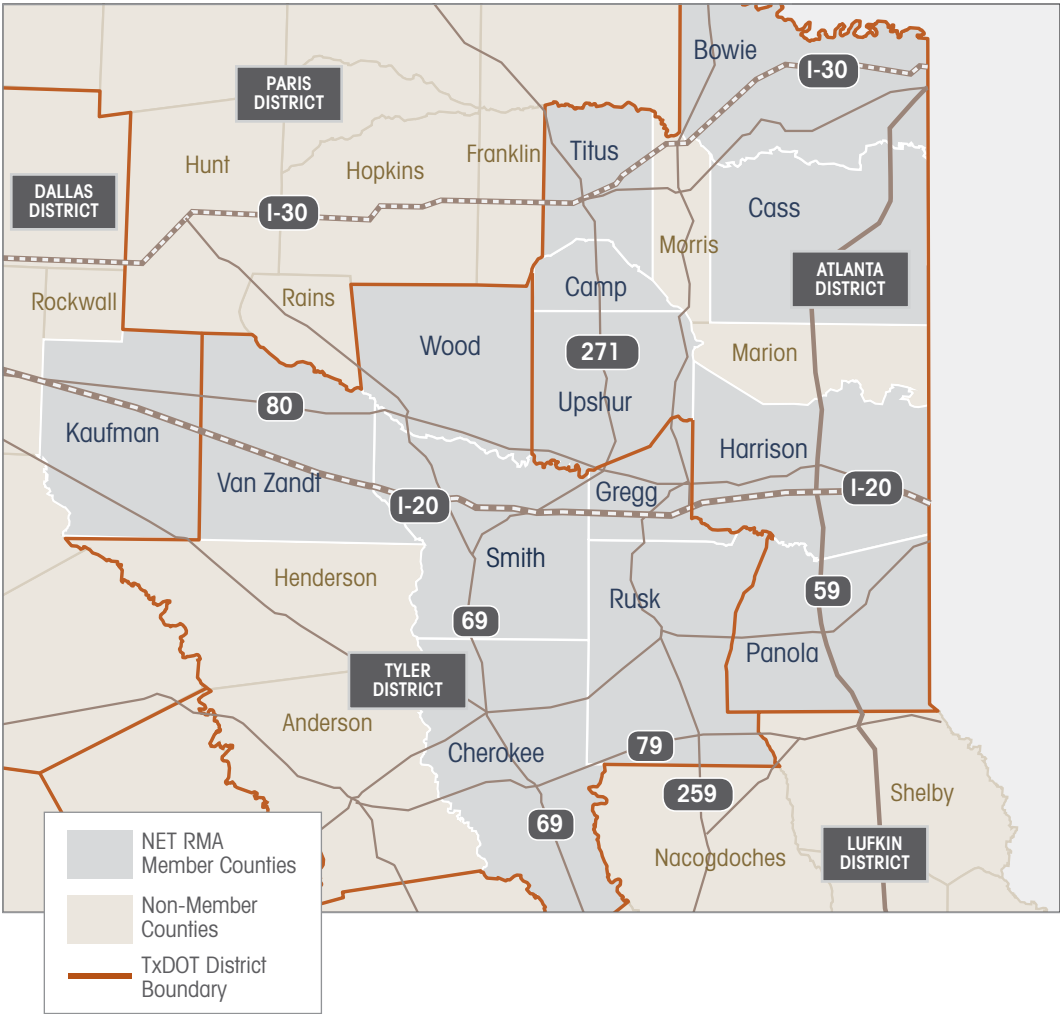 Bowie
I-30
PARIS
DISTRICT
Franklin
Titus
Hunt
Hopkins
DALLAS
DISTRICT
I-30
Cass
Morris
ATLANTA
DISTRICT
Rockwall
Rains
Camp
Wood
271
Marion
80
Upshur
Kaufman
Harrison
Van Zandt
Gregg
I-20
I-20
Smith
Henderson
Rusk
59
69
Panola
TYLER
DISTRICT
Anderson
Cherokee
79
259
Shelby
69
Nacogdoches
LUFKIN
DISTRICT
NET RMA
Member Counties
Non-Member
Counties
TxDOT District
Boundary